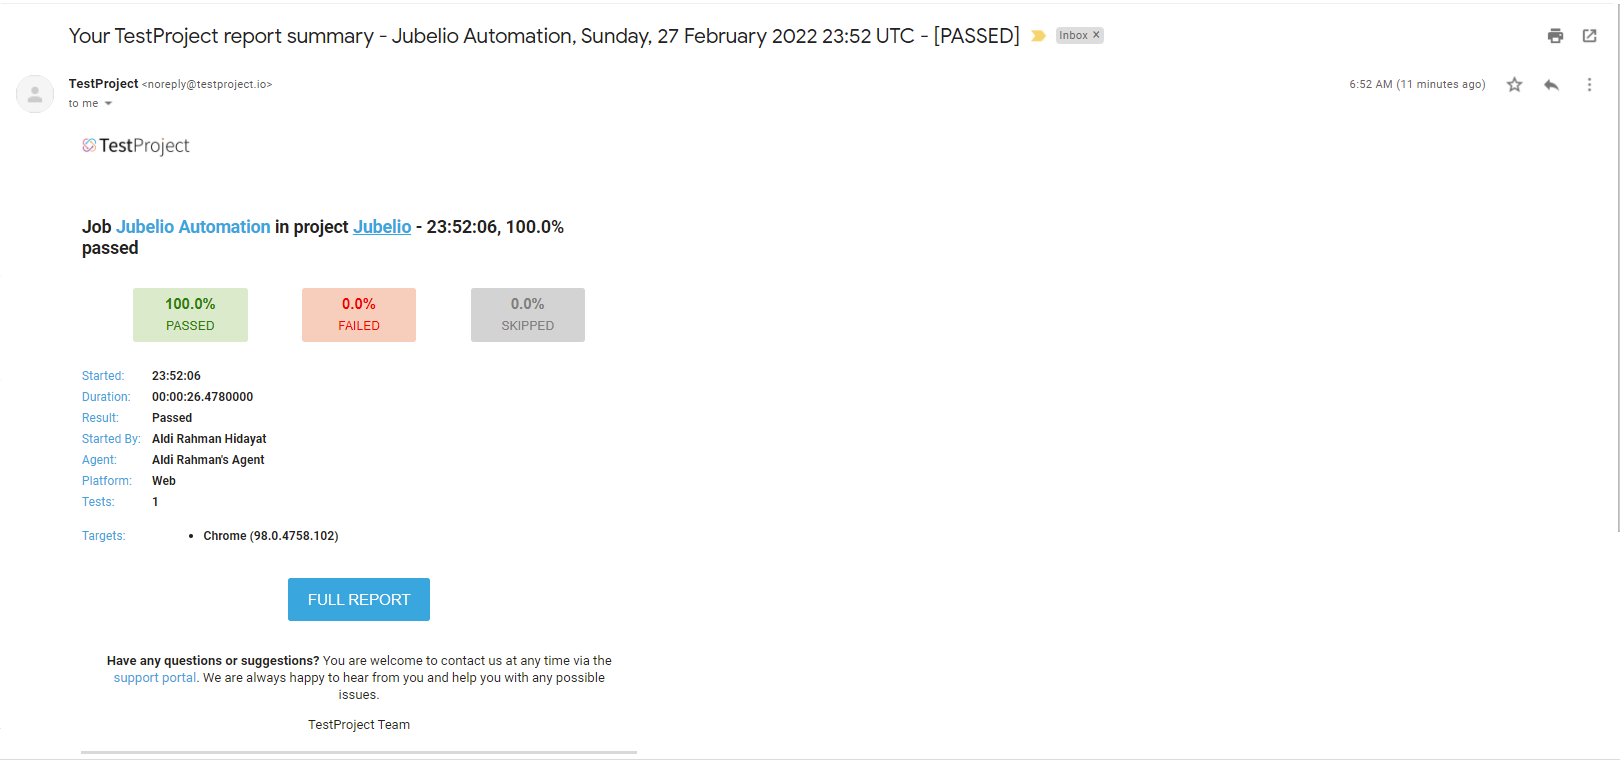 Your TestProject report summary - Jubelio Automation, Sunday, 27 February 2022 23:52 UTC - [PASSED] Inbox x
TestProject <noreply@testproject.io> 6:52 AM (11 minutes ago)
to me
TestProject
Job Jubelio Automation in project Jubelio - 23:52:06, 100.0%
passed
100.0% 0.0% 0.0%
PASSED FAILED SKIPPED
Started: 23:52:06
Duration: 00:00:26.4780000
Result: Passed
Started By: Aldi Rahman Hidayat
Agent: Aldi Rahman's Agent
Platform: Web
Tests: 1
Targets: • Chrome (98.0.4758.102)
FULL REPORT
Have any questions or suggestions? You are welcome to contact us at any time via the
support portal. We are always happy to hear from you and help you with any possible
issues.
TestProject Team